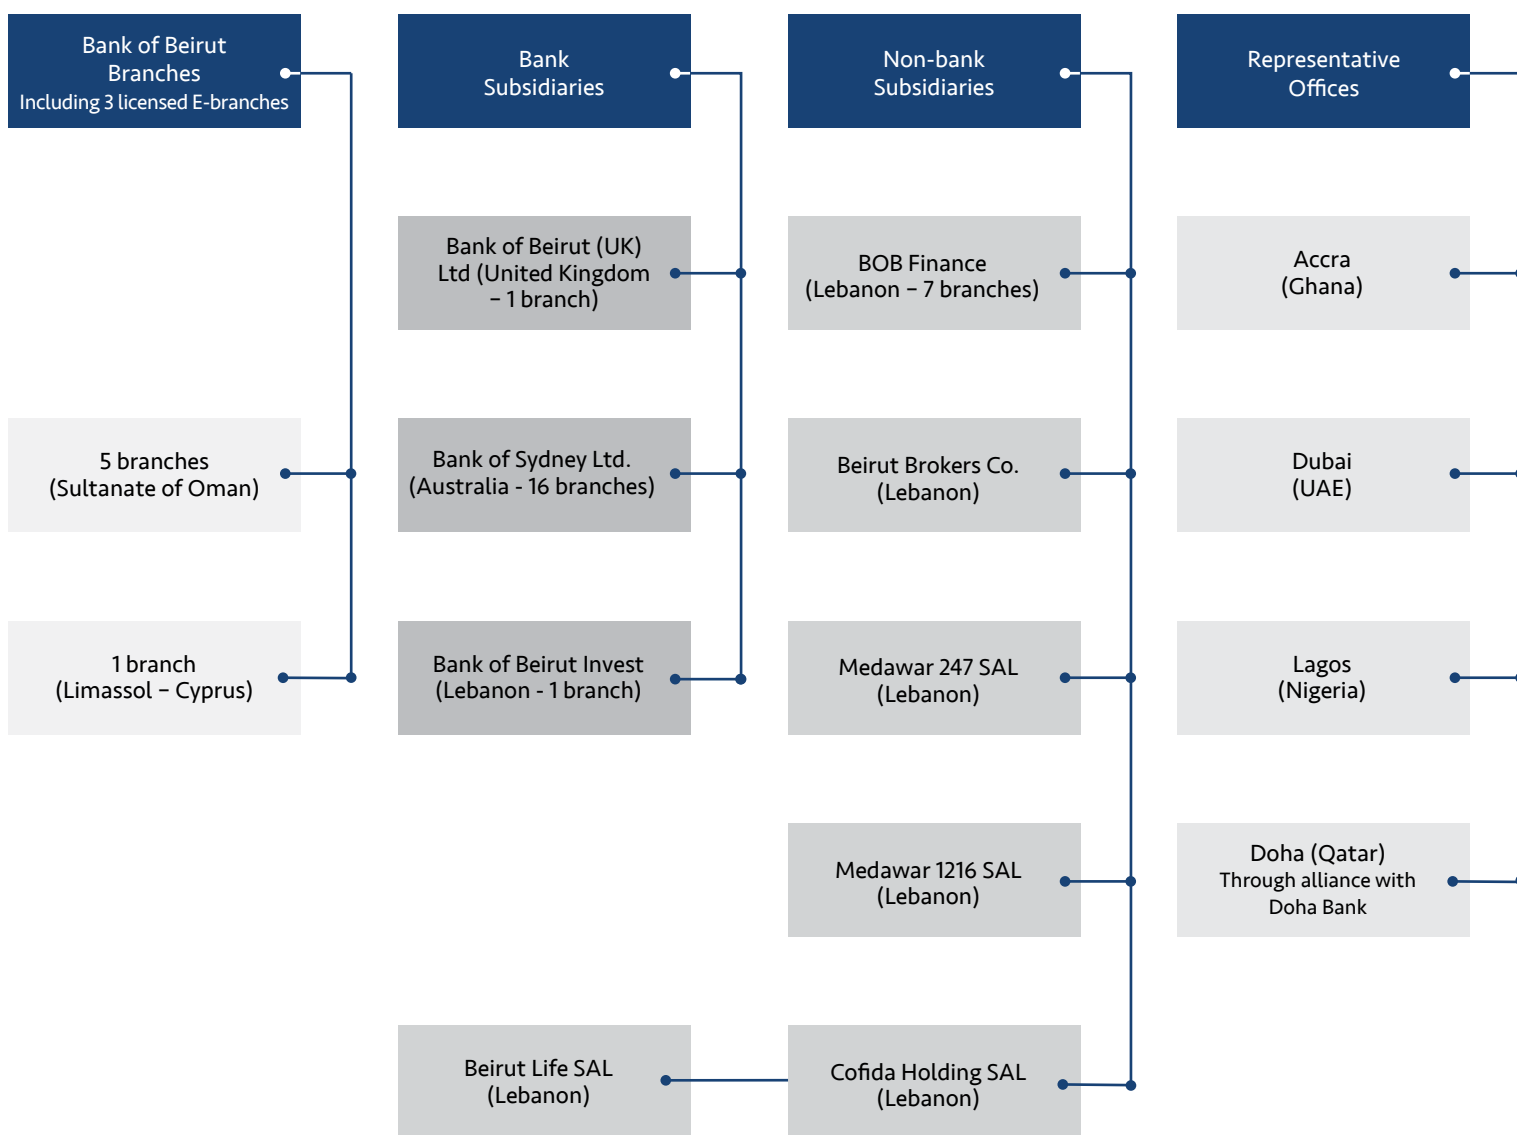 Bank of Beirut
Branches
Including 3 licensed E-branches
5 branches
(Sultanate of Oman)
1 branch
(Limassol – Cyprus)
Bank
Subsidiaries
Bank of Beirut (UK)
Ltd (United Kingdom
– 1 branch)
Bank of Sydney Ltd.
(Australia - 16 branches)
Bank of Beirut Invest
(Lebanon - 1 branch)
Non-bank
Subsidiaries
BOB Finance
(Lebanon – 7 branches)
Beirut Brokers Co.
(Lebanon)
Medawar 247 SAL
(Lebanon)
Medawar 1216 SAL
(Lebanon)
Cofida Holding SAL
(Lebanon)
Beirut Life SAL
(Lebanon)
Representative
Offices
Accra
(Ghana)
Dubai
(UAE)
Lagos
(Nigeria)
Doha (Qatar)
Through alliance with
Doha Bank